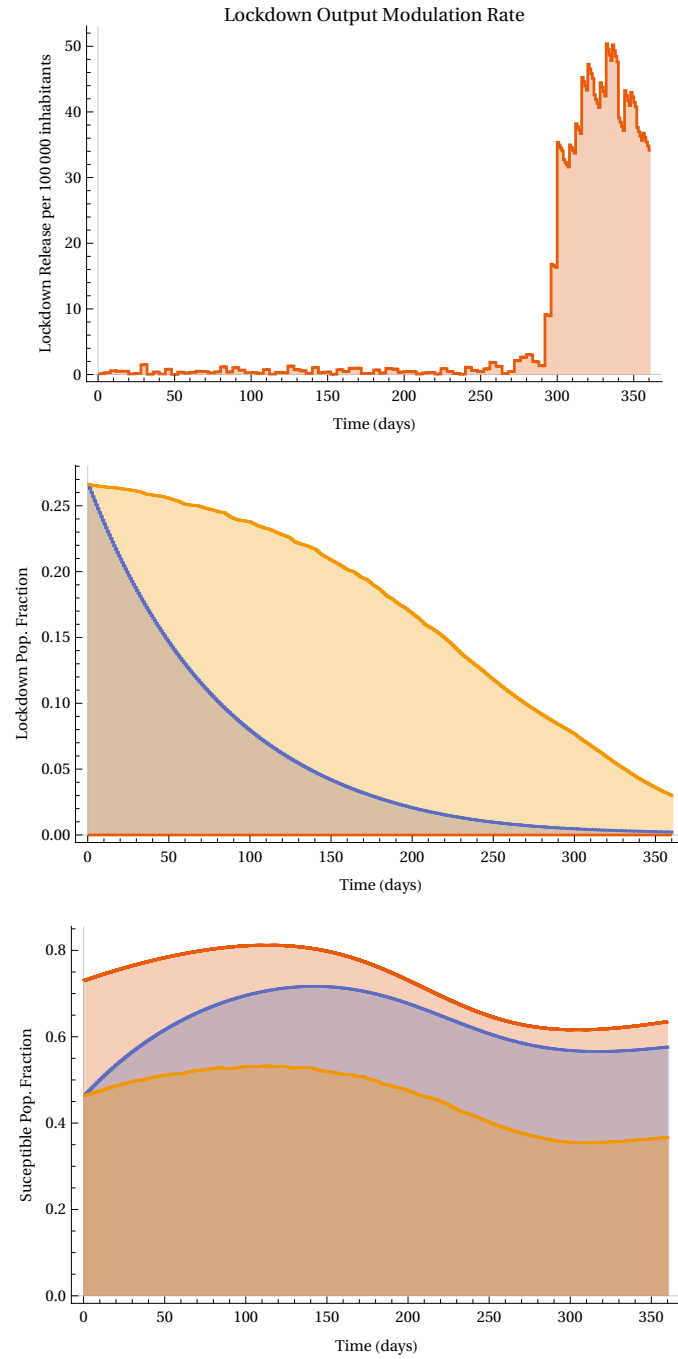 Lockdown Output Modulation Rate
Lockdown Release per 100 000 inhabitants
50
40
30
20
10
0
0 50 100 150 200 250 300 350
Time (days)
Lockdown Pop. Fraction
0.25
0.20
0.15
0.10
0.05
0.00
0 50 100 150 200 250 300 350
Time (days)
Suceptible Pop. Fraction
0.8
0.6
0.4
0.2
0.0
0 50 100 150 200 250 300 350
Time (days)